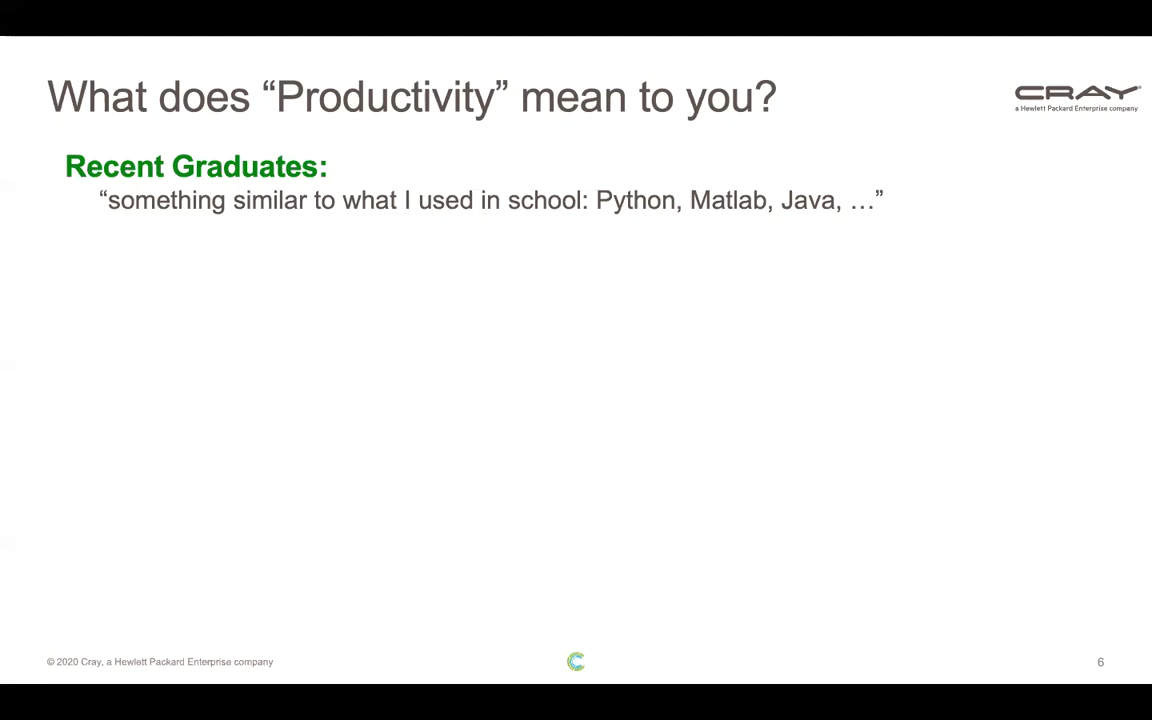 What does “Productivity” mean to you?
CRAY®
a Hewlett Packard Enterprise company
Recent Graduates:
“something similar to what I used in school: Python, Matlab, Java, …”
© 2020 Cray, a Hewlett Packard Enterprise company
6